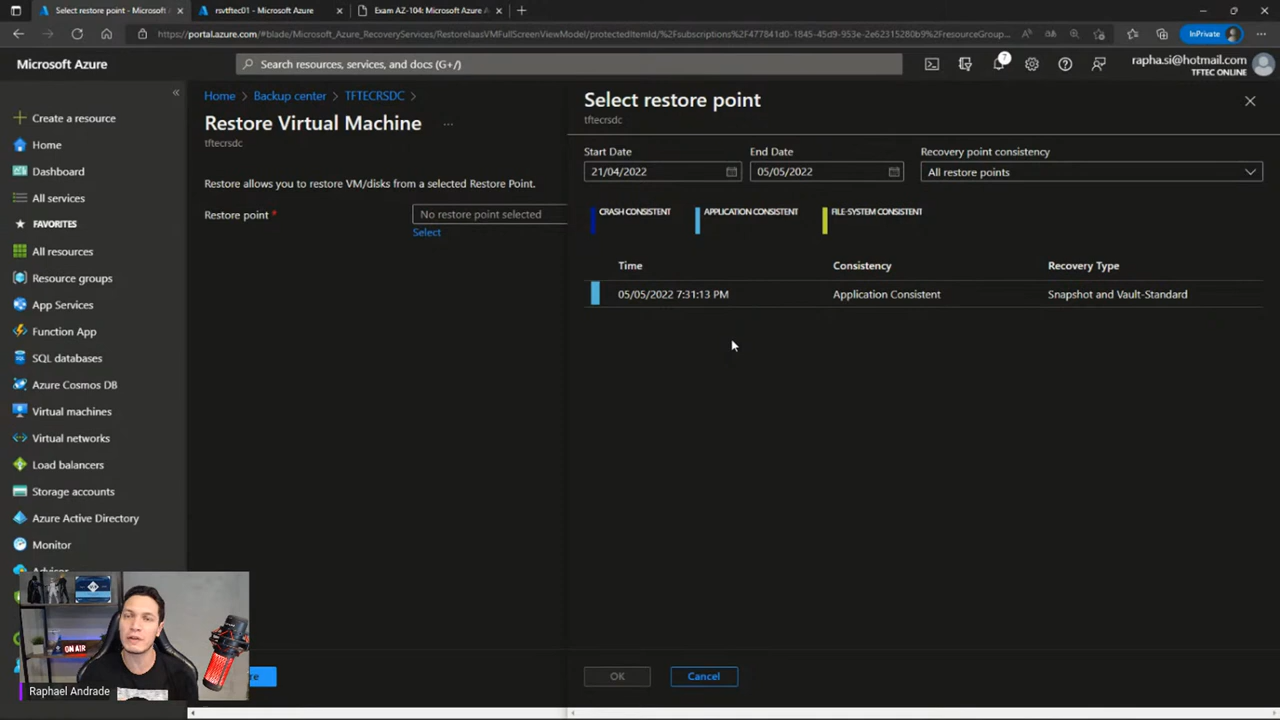 Select restore point - Microsoft A
rsvtftec01 - Microsoft Azure
Exam AZ-104: Microsoft Azure A
https://portal.azure.com/#blade/Microsoft_Azure_RecoveryServices/RestoreIaasVMFullScreenViewModel/protectedItemId/%2Fsubscriptions%2F477841d0-1845-45d9-953e-2e62315280b9%2FresourceGroup...
InPrivate
Microsoft Azure
Search resources, services, and docs (G+/)
7
rapha.si@hotmail.com
TFTEC ONLINE
Create a resource
Home
Dashboard
All services
FAVORITES
All resources
Resource groups
App Services
Function App
SQL databases
Azure Cosmos DB
Virtual machines
Virtual networks
Load balancers
Storage accounts
Azure Active Directory
Monitor
Home > Backup center > TFTECRSDC >
Restore Virtual Machine ...
tftecrsdc
Restore allows you to restore VM/disks from a selected Restore Point.
Restore point *
No restore point selected
Select
Select restore point
tftecrsdc
Start Date
End Date
Recovery point consistency
21/04/2022
05/05/2022
All restore points
CRASH CONSISTENT
APPLICATION CONSISTENT
FILE-SYSTEM CONSISTENT
Time Consistency Recovery Type
05/05/2022 7:31:13 PM Application Consistent Snapshot and Vault-Standard
OK
Cancel
ON AIR
Raphael Andrade